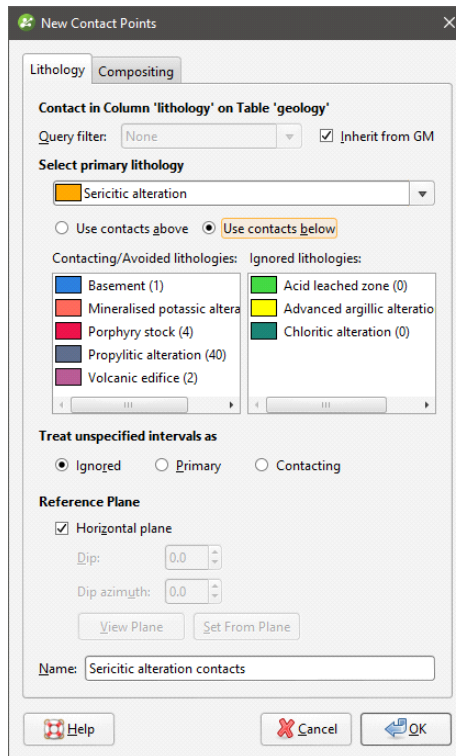 New Contact Points
Lithology Compositing
Contact in Column 'lithology' on Table 'geology'
Query filter: None Inherit from GM
Select primary lithology
Sericitic alteration
Use contacts above Use contacts below
Contacting/Avoided lithologies: Ignored lithologies:
Basement (1) Acid leached zone (0)
Mineralised potassic altera Advanced argillic alteratio
Porphyry stock (4) Chloritic alteration (0)
Propylitic alteration (40)
Volcanic edifice (2)
Treat unspecified intervals as
Ignored Primary Contacting
Reference Plane
Horizontal plane
Dip: 0.0
Dip azimuth: 0.0
View Plane Set From Plane
Name: Sericitic alteration contacts
Help Cancel OK